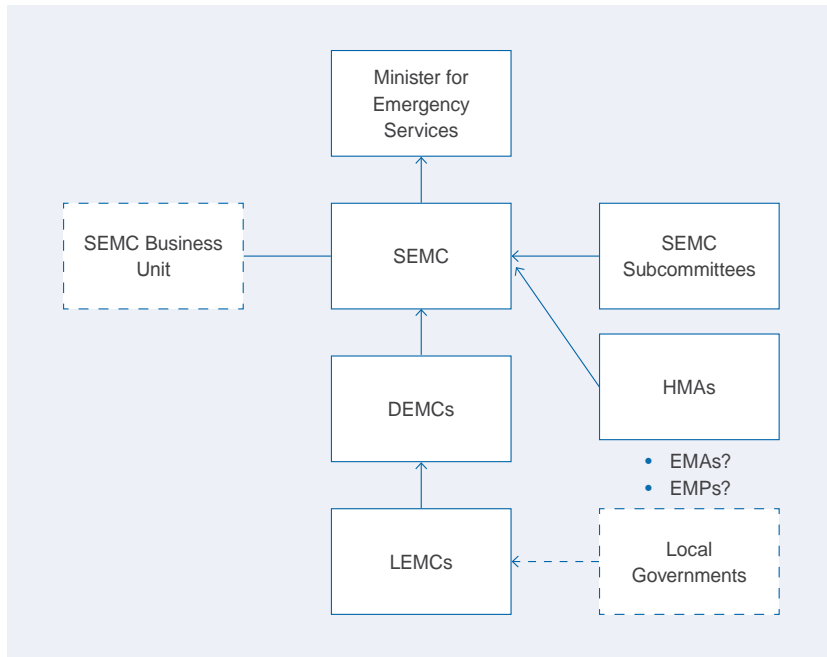 Minister for
Emergency
Services
SEMC Business
Unit
SEMC
SEMC
Subcommittees
DEMCs
HMAs
• EMAs?
• EMPs?
LEMCs
Local
Governments